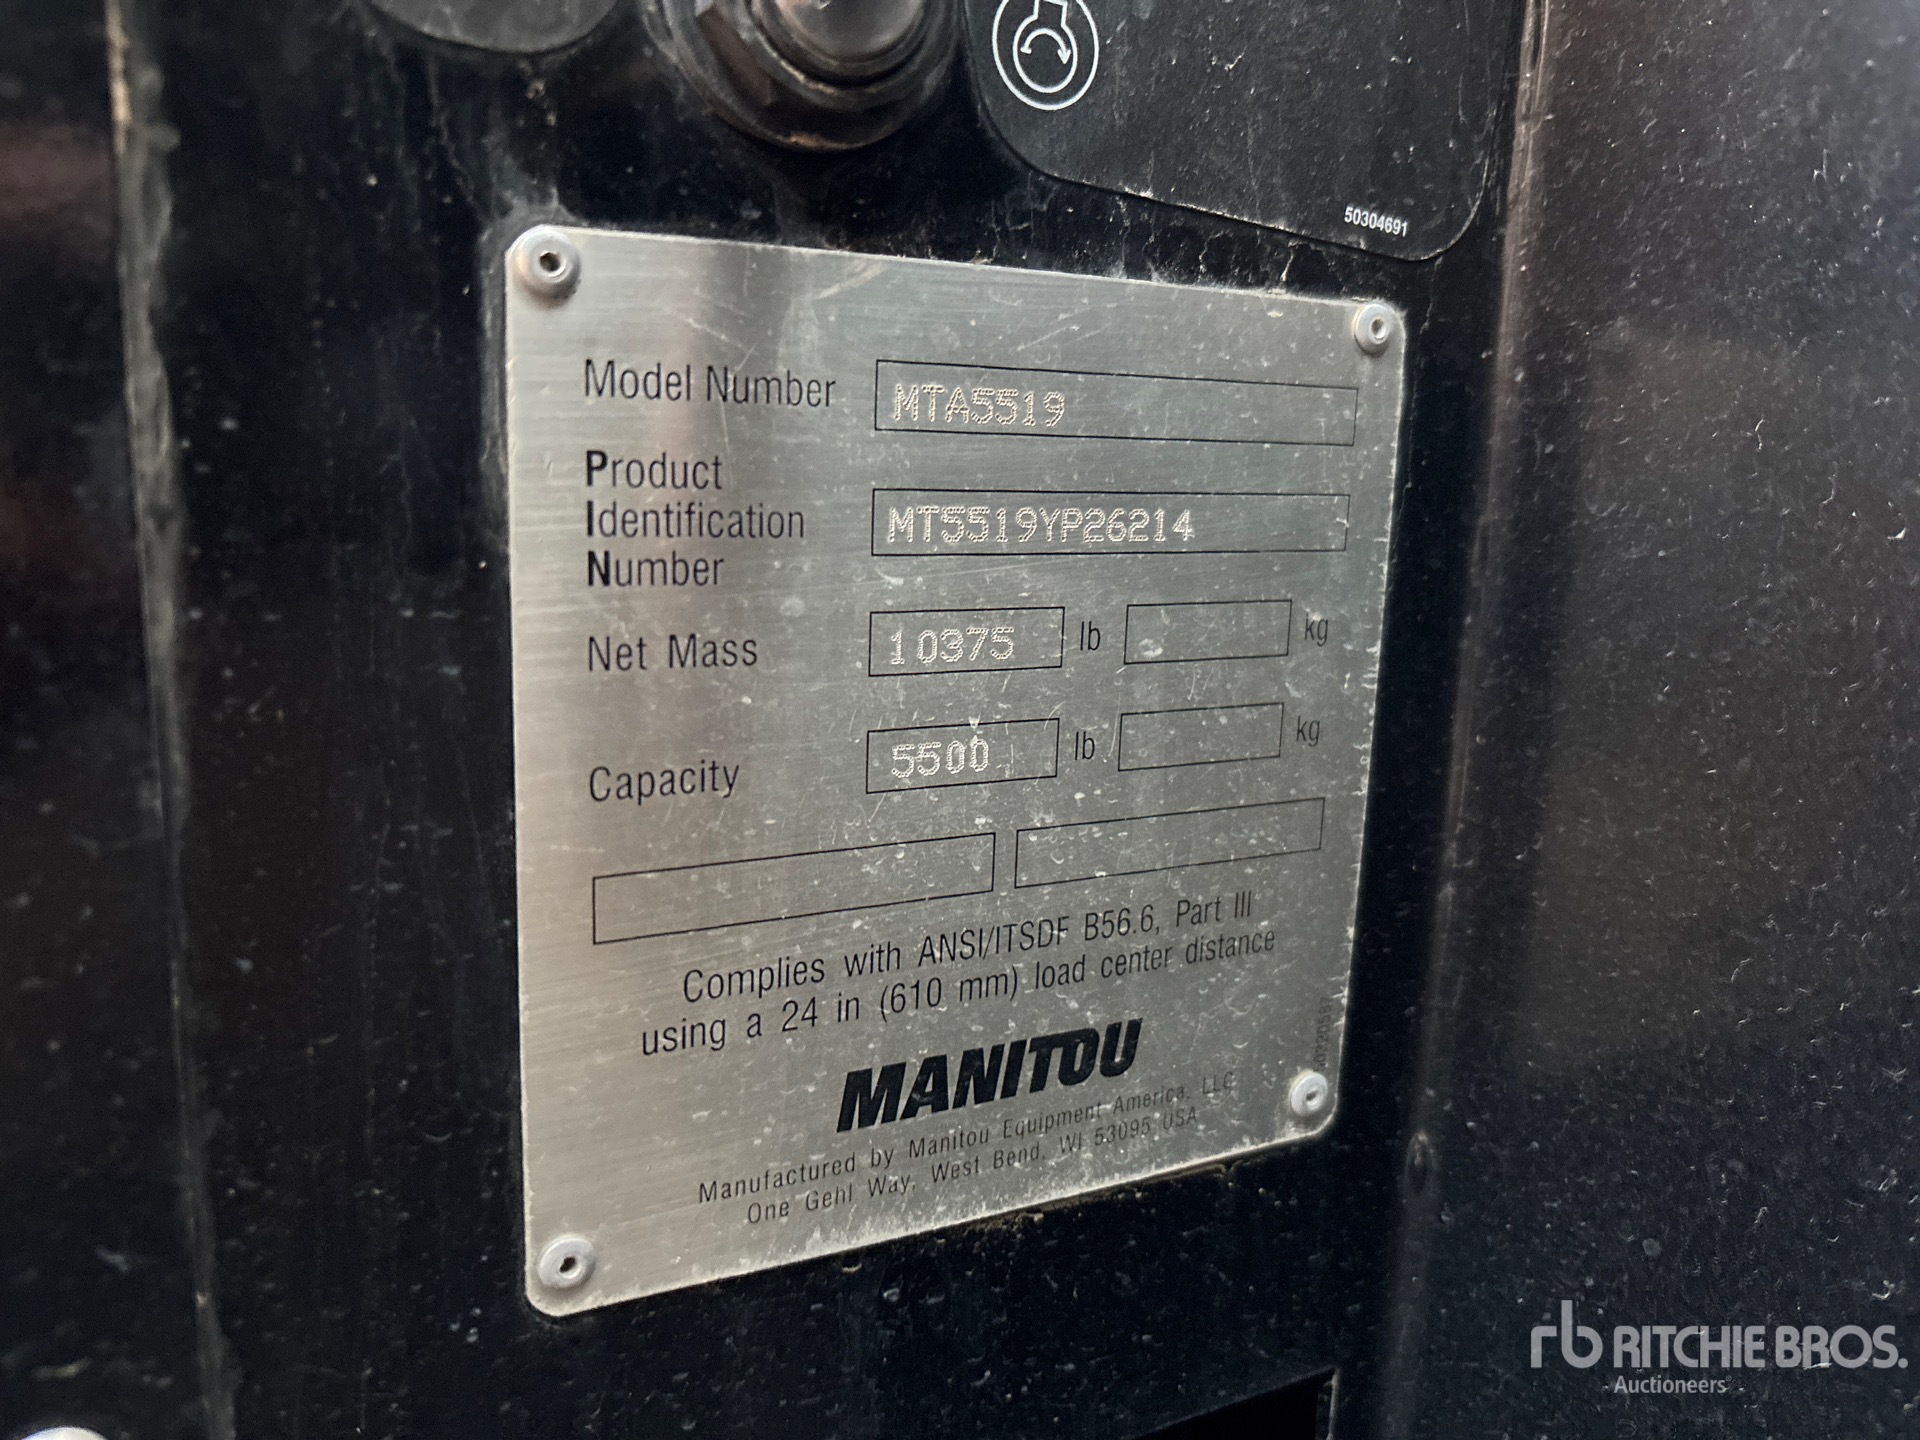 50304691
Model Number MTA5519
Product
Identification MT5519YP26214
Number
Net Mass 10375 lb kg
Capacity 5500 lb kg
Complies with ANSI/ITSDF B56.6, Part III
using a 24 in (610 mm) load center distance
MANITOU
Manufactured by Manitou Equipment America, LLC
One Gehl Way, West Bend, WI 53095 USA
rb RITCHIE BROS.
Auctioneers